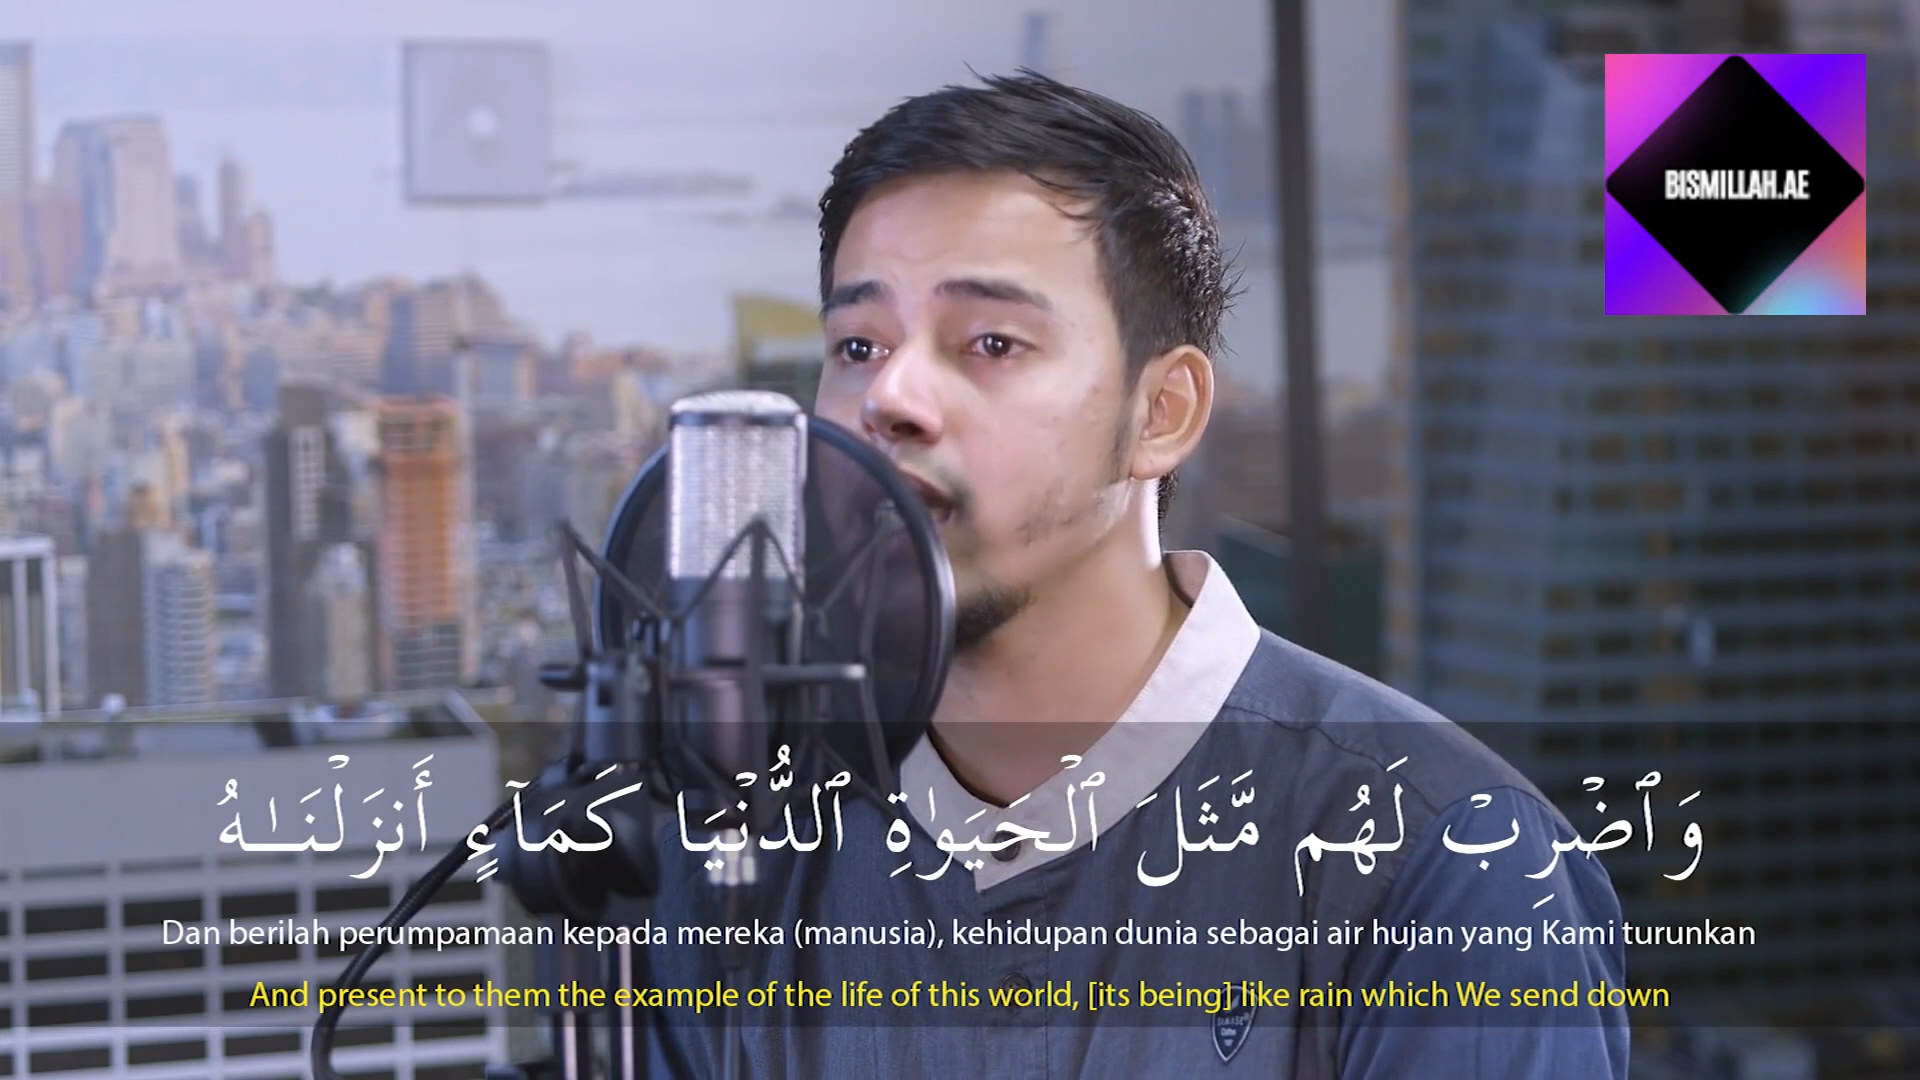 BISMILLAH.AE
وَٱضْرِبْ لَهُم مَّثَلَ ٱلْحَيَوٰةِ ٱلدُّنْيَا كَمَآءٍ أَنزَلْنَـٰهُ
Dan berilah perumpamaan kepada mereka (manusia), kehidupan dunia sebagai air hujan yang Kami turunkan
And present to them the example of the life of this world, [its being] like rain which We send down